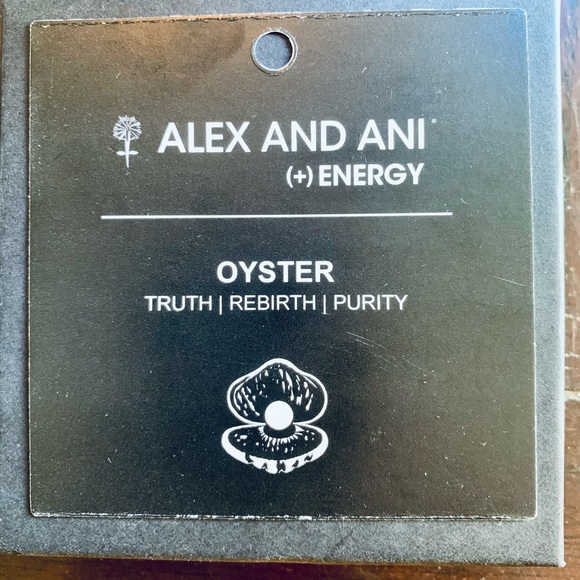 ALEX AND ANI
(+) ENERGY
OYSTER
TRUTH | REBIRTH | PURITY